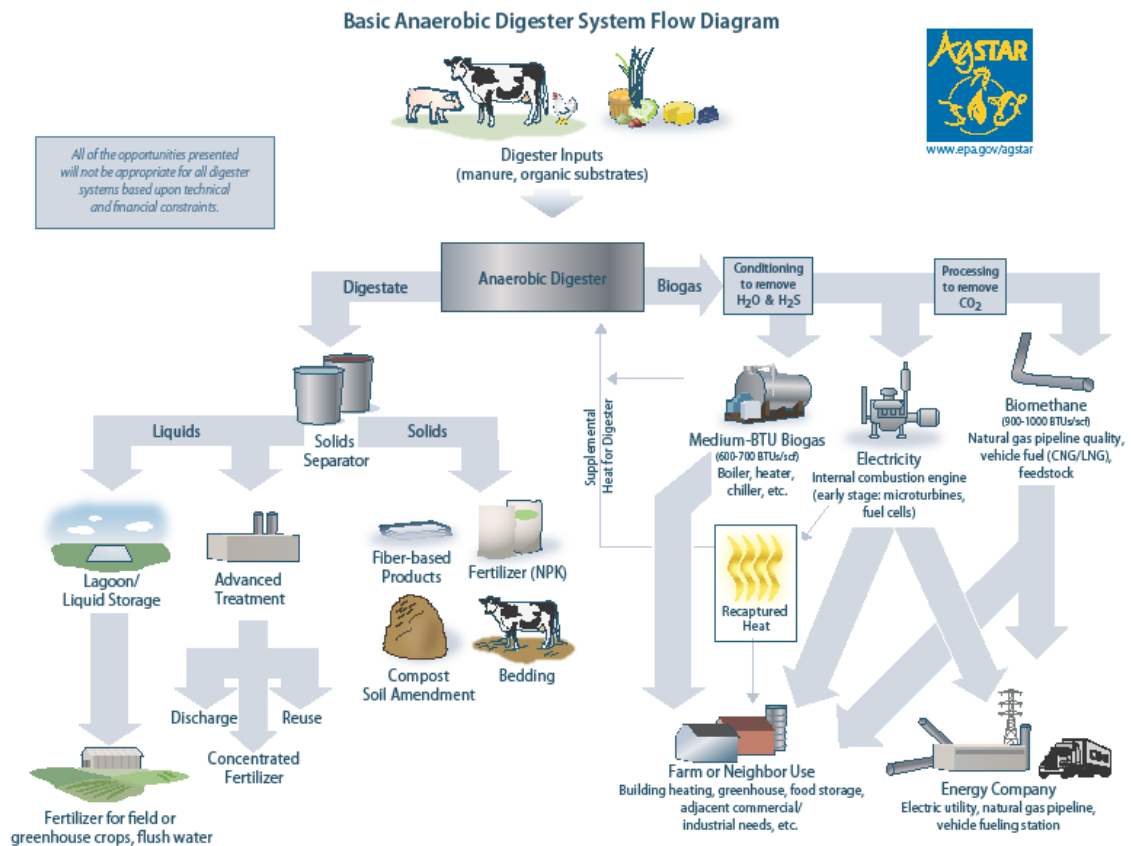 Basic Anaerobic Digester System Flow Diagram
AgSTAR
www.epa.gov/agstar
All of the opportunities presented
will not be appropriate for all digester
systems based upon technical
and financial constraints.
Digester Inputs
(manure, organic substrates)
Digestate
Anaerobic Digester
Biogas
Conditioning
to remove
H2O & H2S
Processing
to remove
CO2
Liquids
Solids
Separator
Solids
Supplemental
Heat for Digester
Medium-BTU Biogas
(600-700 BTUs/scf)
Boiler, heater,
chiller, etc.
Electricity
Internal combustion engine
(early stage: microturbines,
fuel cells)
Biomethane
(900-1000 BTUs/scf)
Natural gas pipeline quality,
vehicle fuel (CNG/LNG),
feedstock
Lagoon/
Liquid Storage
Advanced
Treatment
Fiber-based
Products
Fertilizer (NPK)
Compost
Soil Amendment
Bedding
Recaptured
Heat
Discharge
Reuse
Concentrated
Fertilizer
Fertilizer for field or
greenhouse crops, flush water
Farm or Neighbor Use
Building heating, greenhouse, food storage,
adjacent commercial/
industrial needs, etc.
Energy Company
Electric utility, natural gas pipeline,
vehicle fueling station